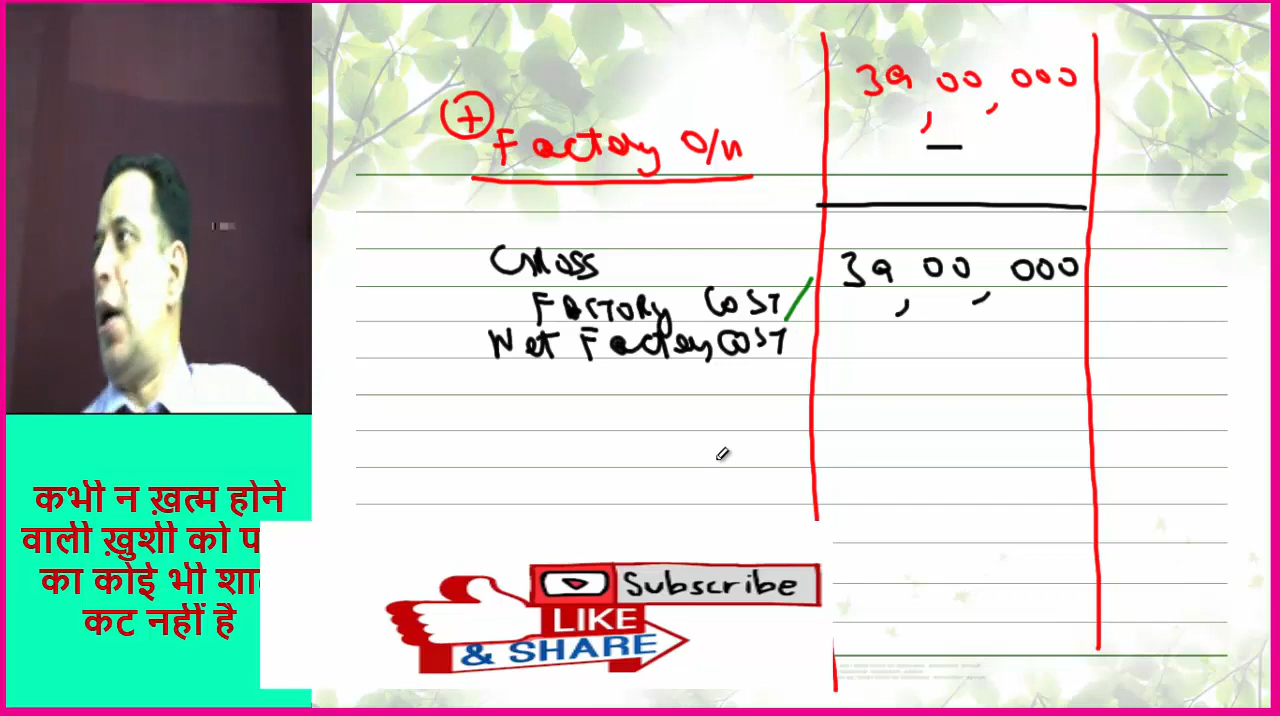 39,00,000
+
Factory O/H
—
Gross
39,00,000
FACTORY COST
Net Factory COST
कभी न ख़त्म होने
वाली ख़ुशी को
का कोई भी
कट नहीं है
Subscribe
LIKE
& SHARE